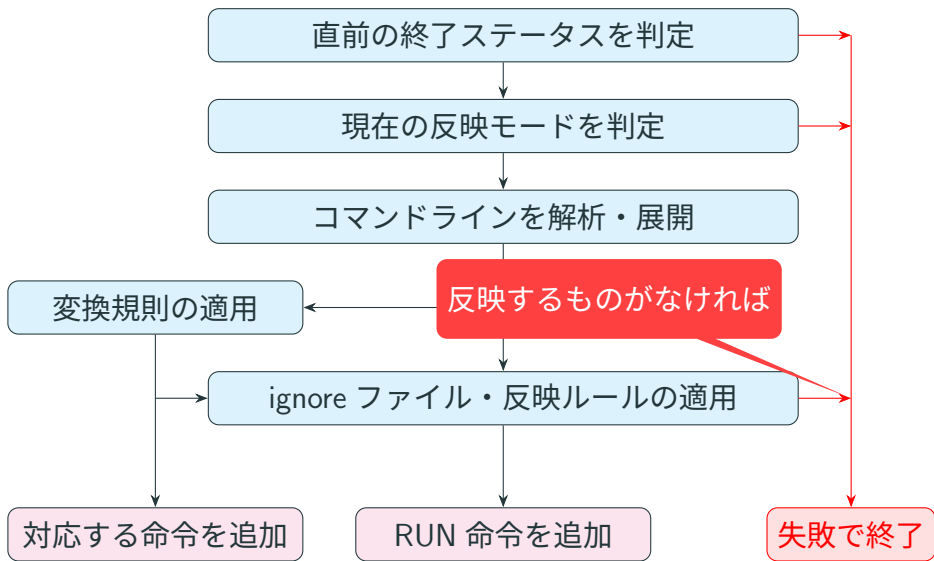 直前の終了ステータスを判定
現在の反映モードを判定
コマンドラインを解析・展開
変換規則の適用
反映するものがなければ
ignore ファイル・反映ルールの適用
対応する命令を追加
RUN 命令を追加
失敗で終了